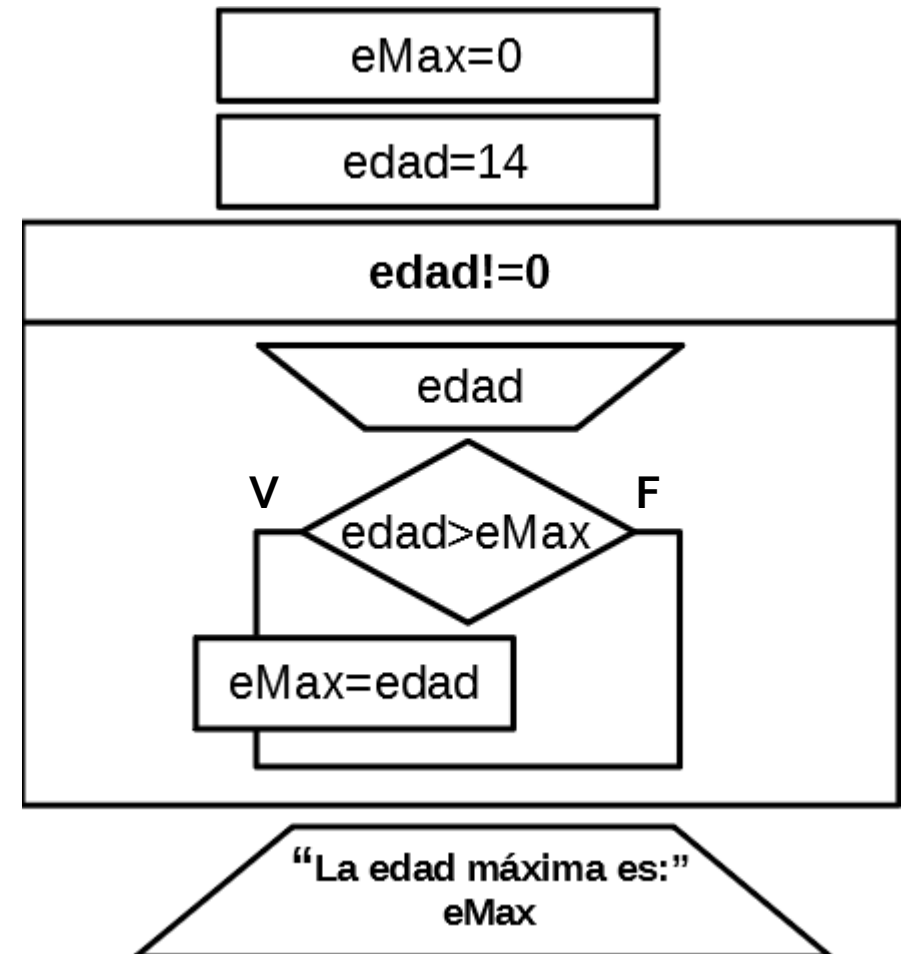 eMax=0
edad=14
edad!=0
edad
V
F
edad>eMax
eMax=edad
“La edad máxima es:”
eMax